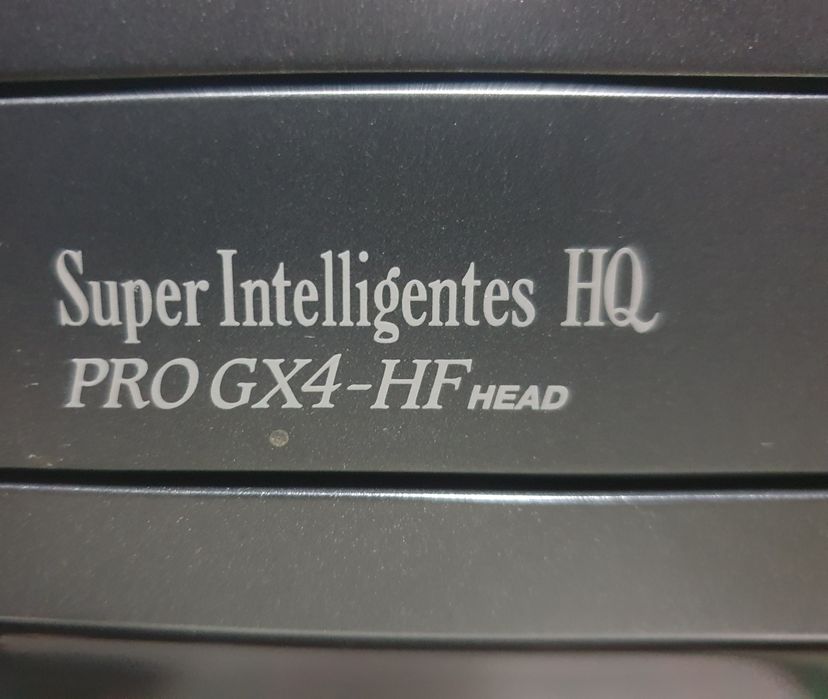 Super Intelligentes HQ
PRO GX4-HF HEAD